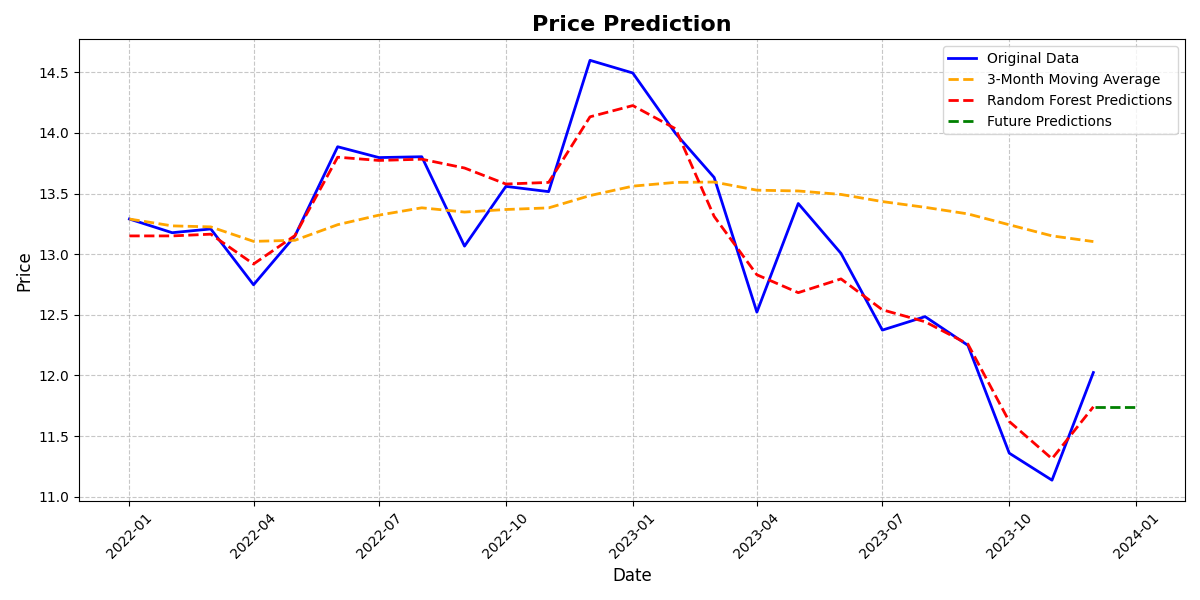 Price Prediction
Original Data
3-Month Moving Average
Random Forest Predictions
Future Predictions
14.5
14.0
13.5
13.0
12.5
12.0
11.5
11.0
Price
2022-01
2022-04
2022-07
2022-10
2023-01
2023-04
2023-07
2023-10
2024-01
Date